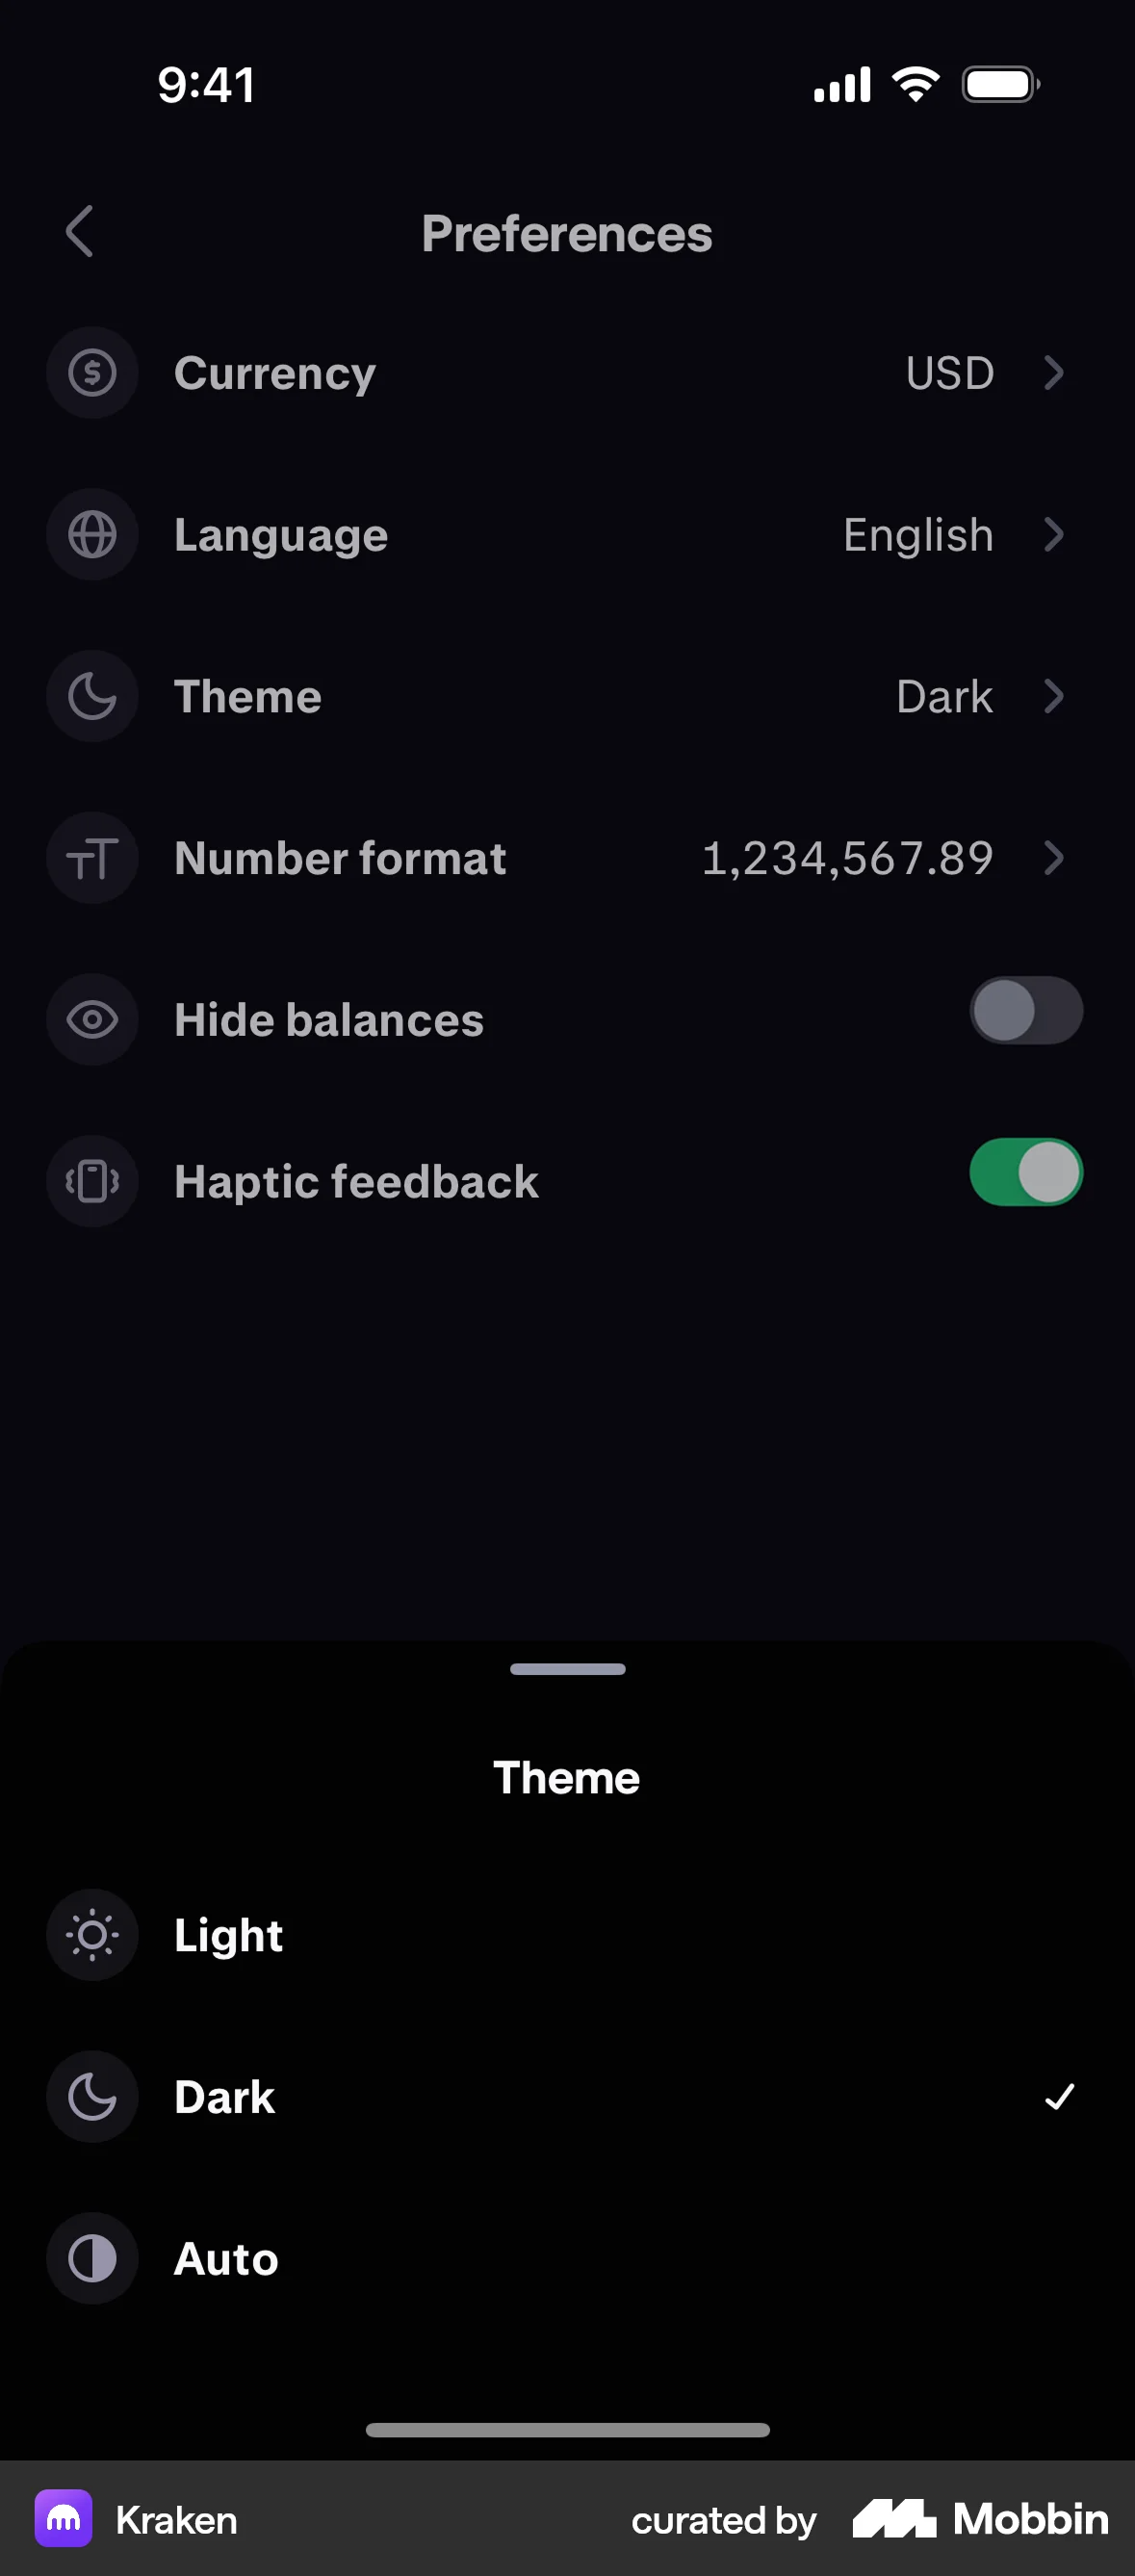 9:41
Preferences
Currency USD
Language English
Theme Dark
Number format 1,234,567.89
Hide balances
Haptic feedback
Theme
Light
Dark
Auto
Kraken curated by Mobbin